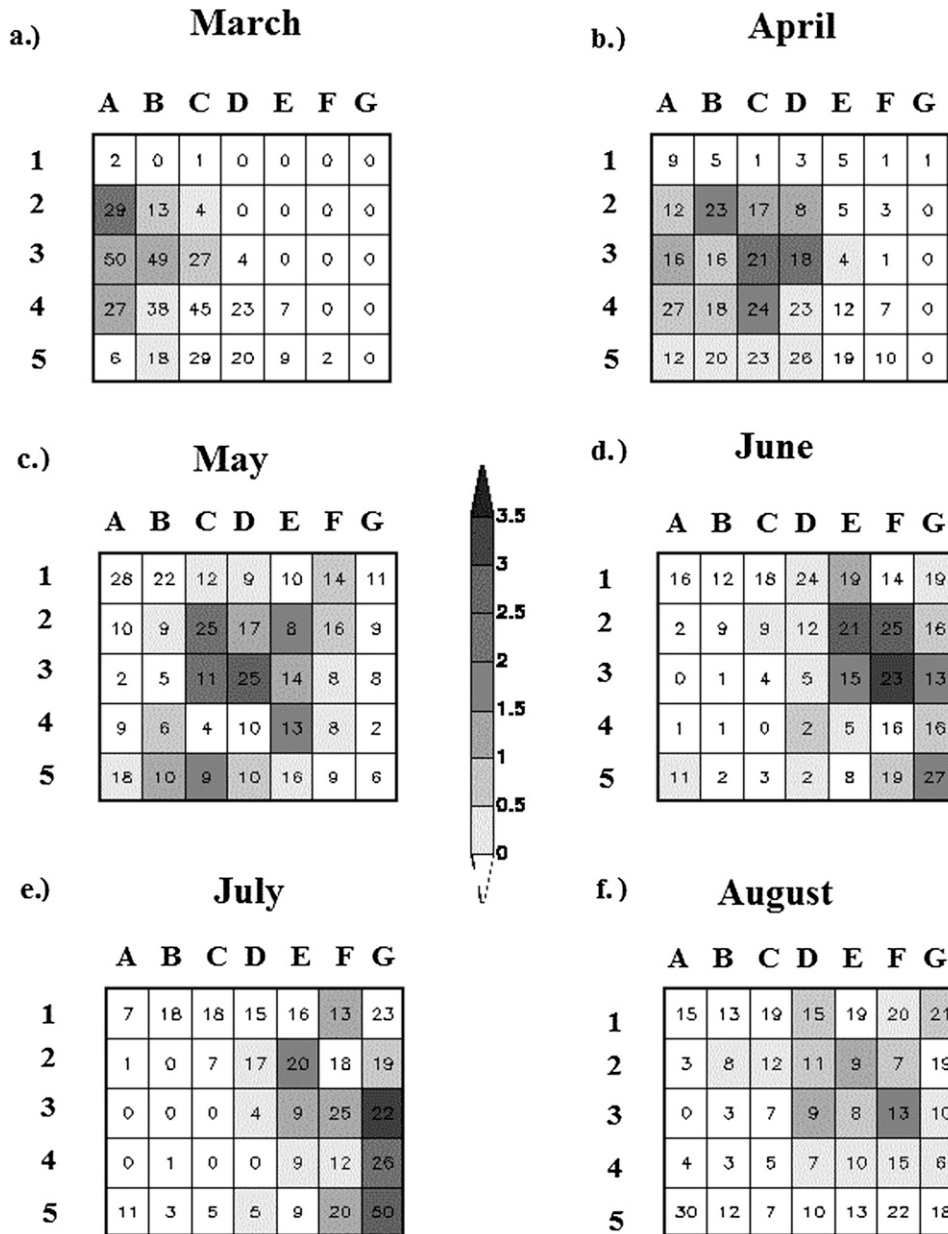 a.) March
A B C D E F G
1 2 0 1 0 0 0 0
2 29 13 4 0 0 0 0
3 50 49 27 4 0 0 0
4 27 38 45 23 7 0 0
5 6 18 29 20 9 2 0
b.) April
A B C D E F G
1 9 5 1 3 5 1 1
2 12 23 17 8 5 3 0
3 16 16 21 18 4 1 0
4 27 18 24 23 12 7 0
5 12 20 23 26 19 10 0
c.) May
A B C D E F G
1 28 22 12 9 10 14 11
2 10 9 25 17 8 16 9
3 2 5 11 25 14 8 8
4 9 6 4 10 13 8 2
5 18 10 9 10 16 9 6
3.5
3
2.5
2
1.5
1
0.5
0
d.) June
A B C D E F G
1 16 12 18 24 19 14 19
2 2 9 9 12 21 25 16
3 0 1 4 5 15 23 13
4 1 1 0 2 5 16 16
5 11 2 3 2 8 19 27
e.) July
A B C D E F G
1 7 18 18 15 16 13 23
2 1 0 7 17 20 18 19
3 0 0 0 4 9 25 22
4 0 1 0 0 9 12 26
5 11 3 5 5 9 20 50
f.) August
A B C D E F G
1 15 13 19 15 19 20 21
2 3 8 12 11 9 7 19
3 0 3 7 9 8 13 10
4 4 3 5 7 10 15 6
5 30 12 7 10 13 22 18